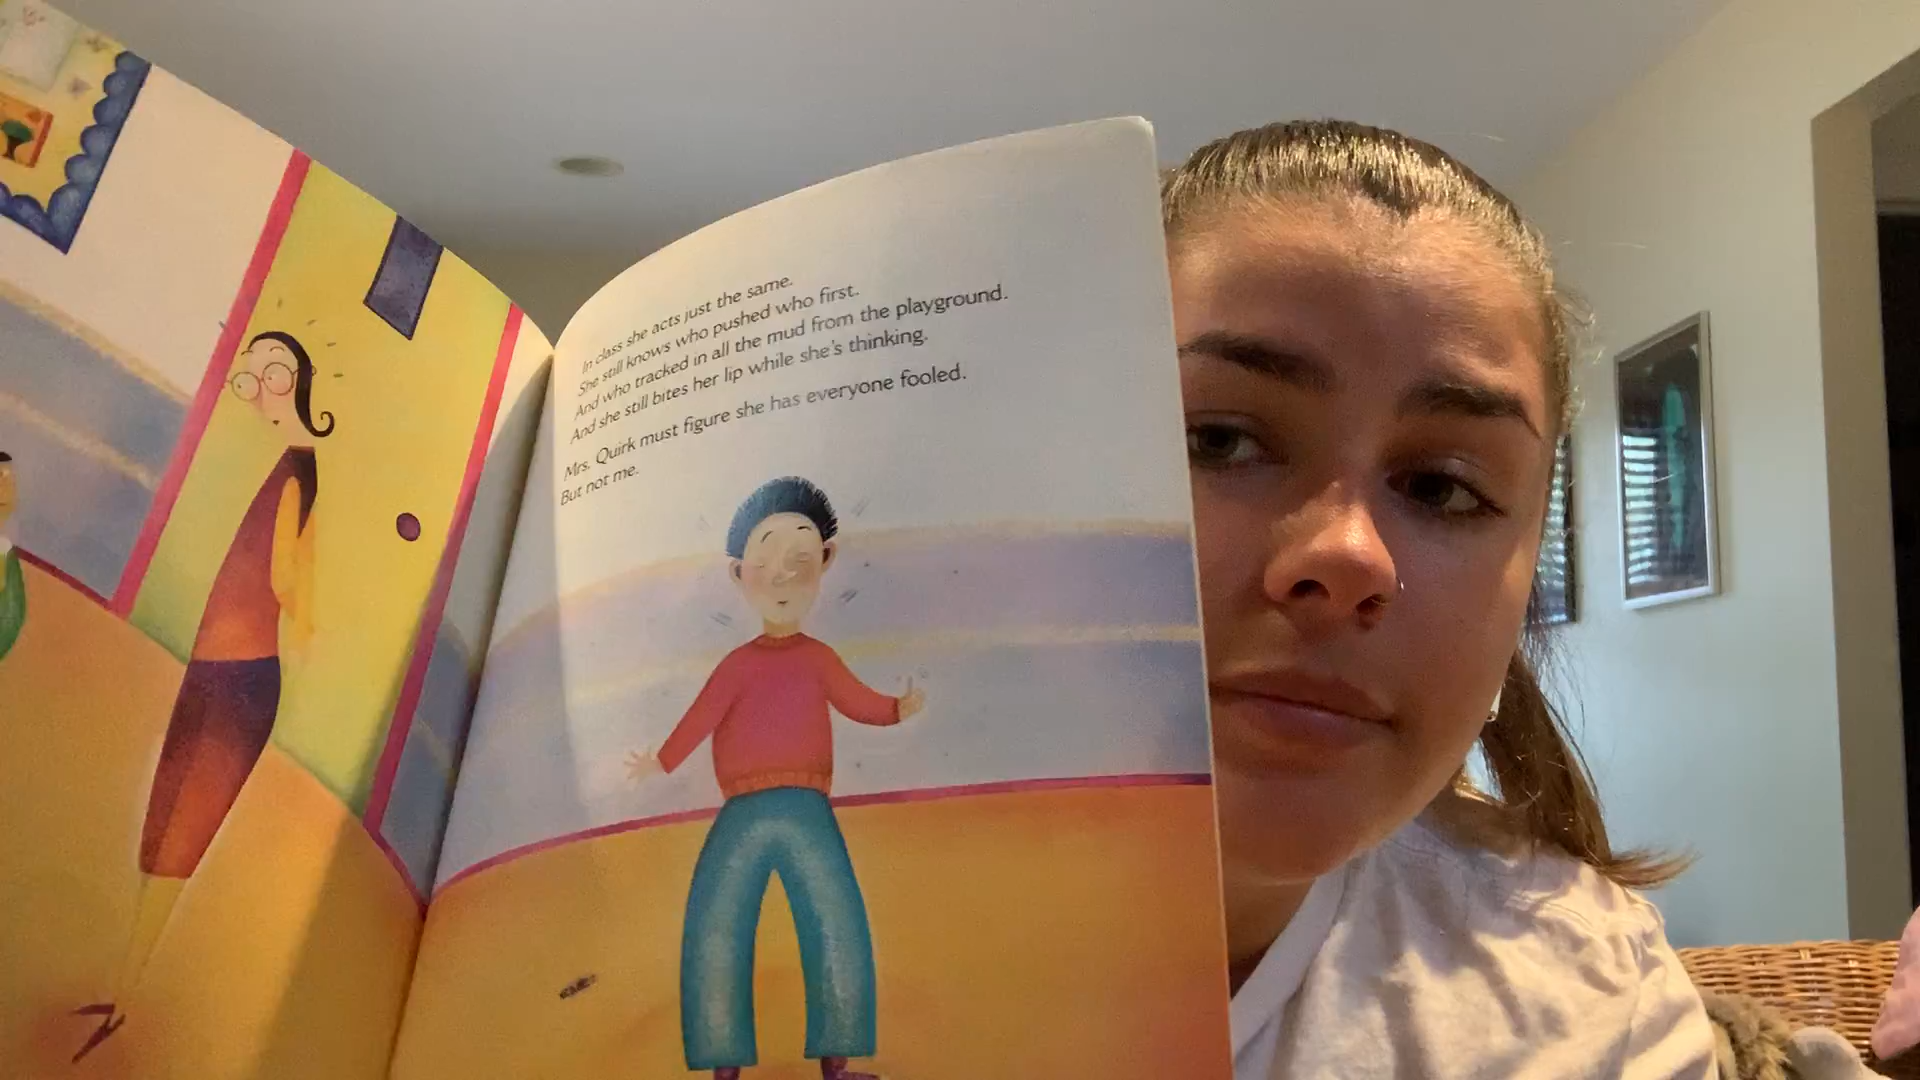 In class she acts just the same.
She still knows who pushed who first.
And who tracked in all the mud from the playground.
And she still bites her lip while she's thinking.
Mrs. Quirk must figure she has everyone fooled.
But not me.